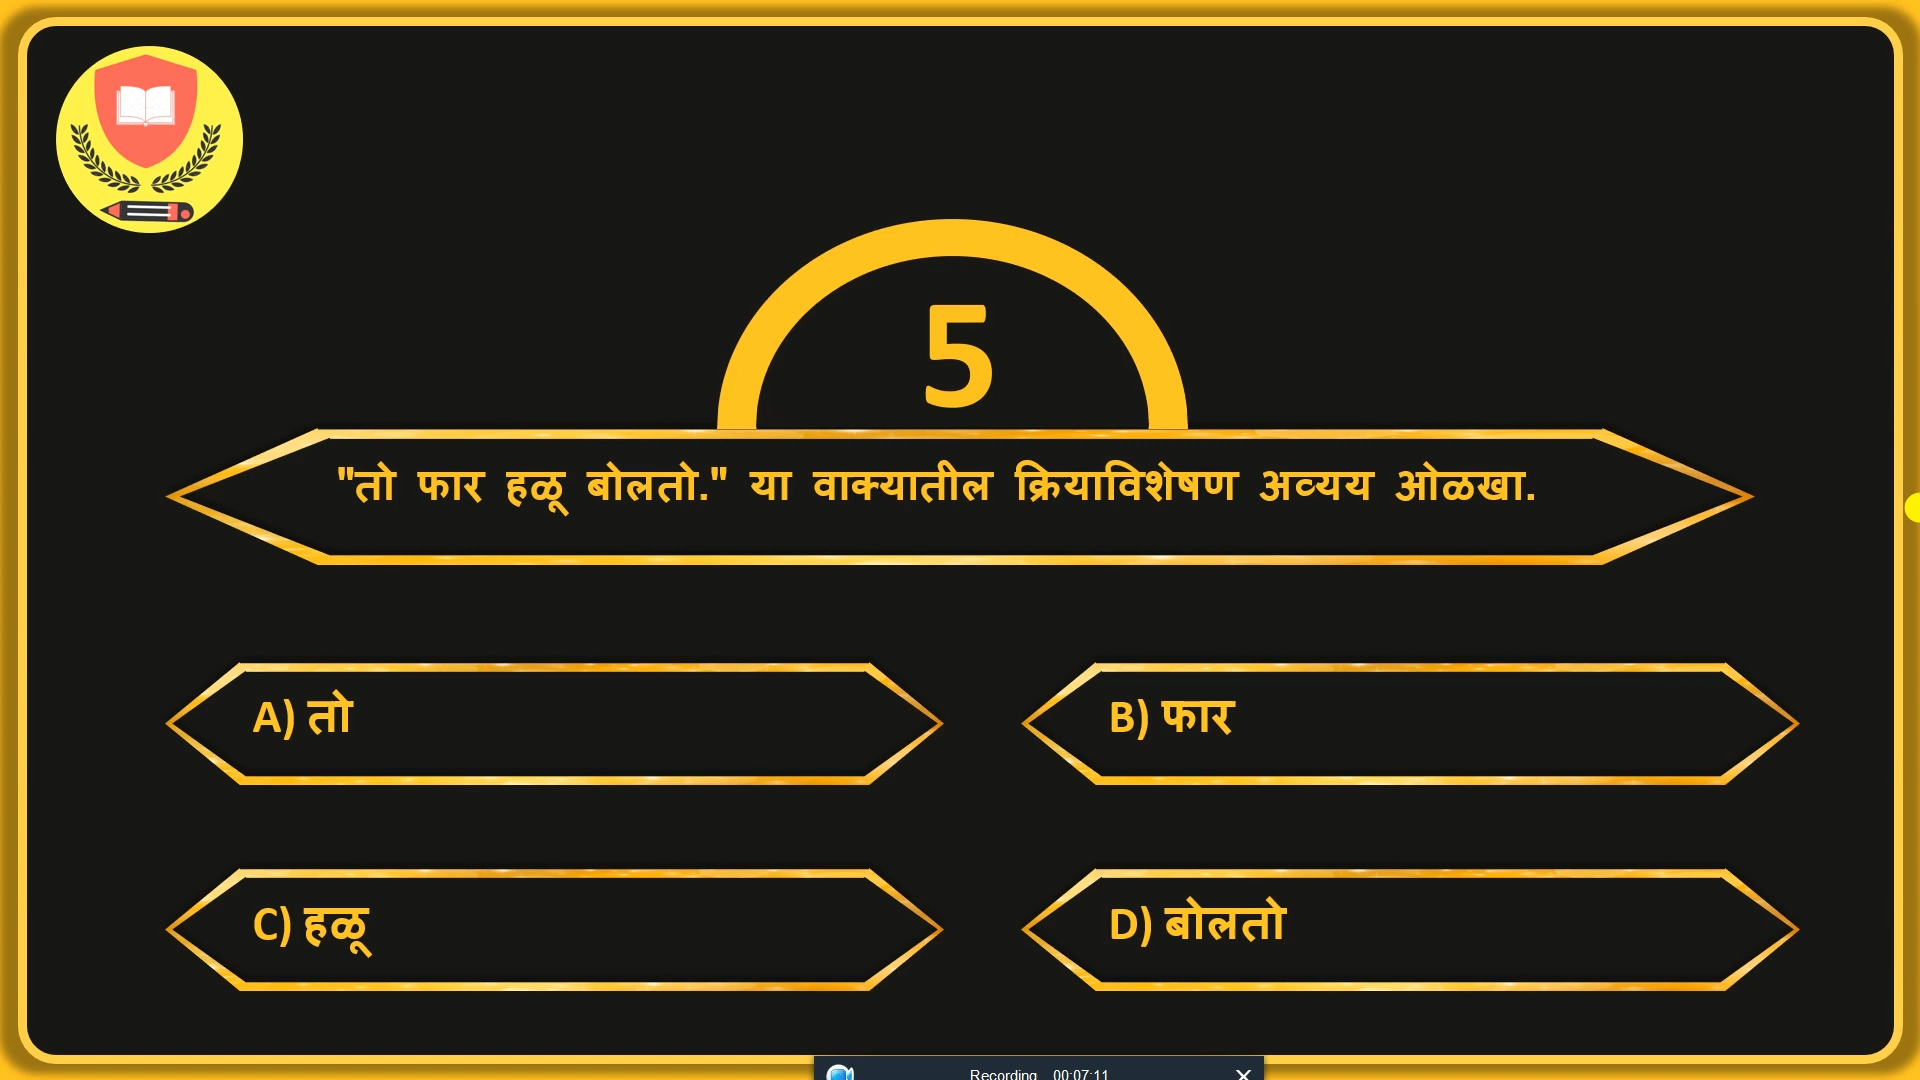 5
"तो फार हळू बोलतो." या वाक्यातील क्रियाविशेषण अव्यय ओळखा.
A) तो
B) फार
C) हळू
D) बोलतो
Recording 00:07:11